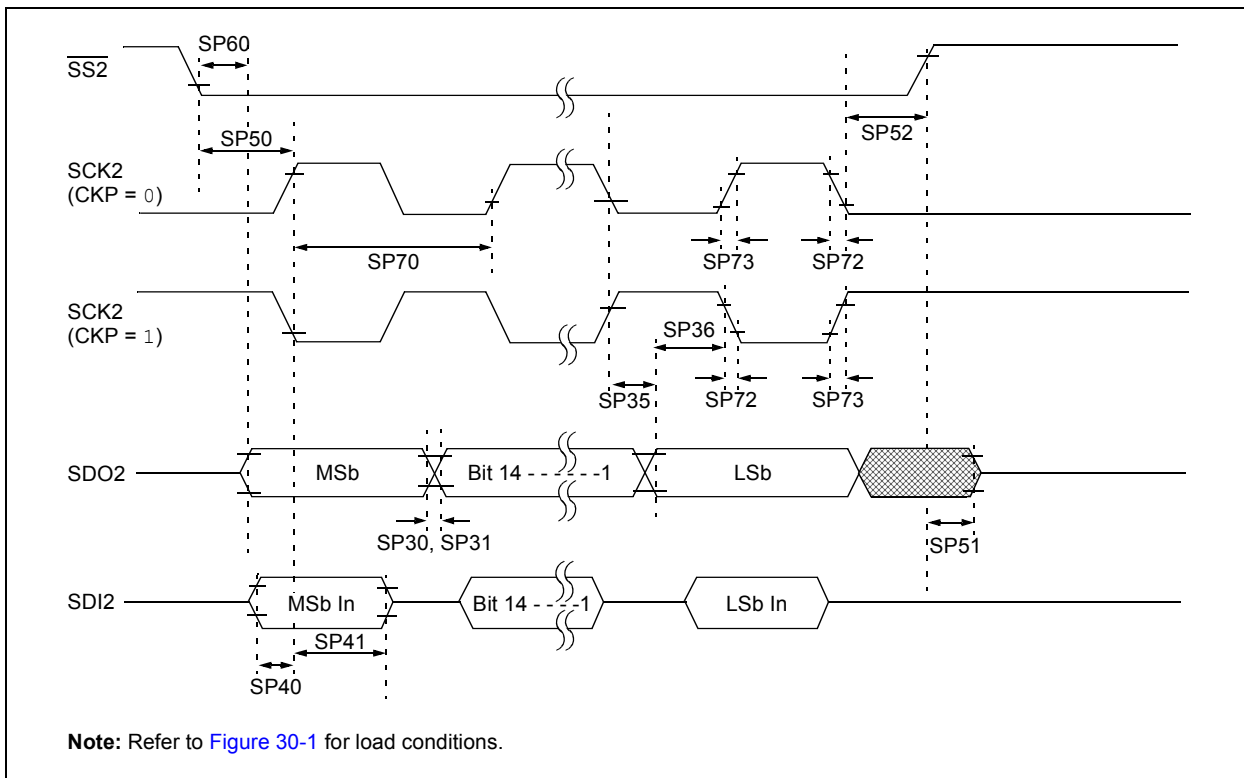 SP60
SS2
SP50
SP52
SCK2
(CKP = 0)
SP70
SP73
SP72
SCK2
(CKP = 1)
SP36
SP35
SP72
SP73
SDO2
MSb
Bit 14 - - - - - -1
LSb
SP30, SP31
SP51
SDI2
MSb In
Bit 14 - - - -1
LSb In
SP41
SP40
Note: Refer to Figure 30-1 for load conditions.